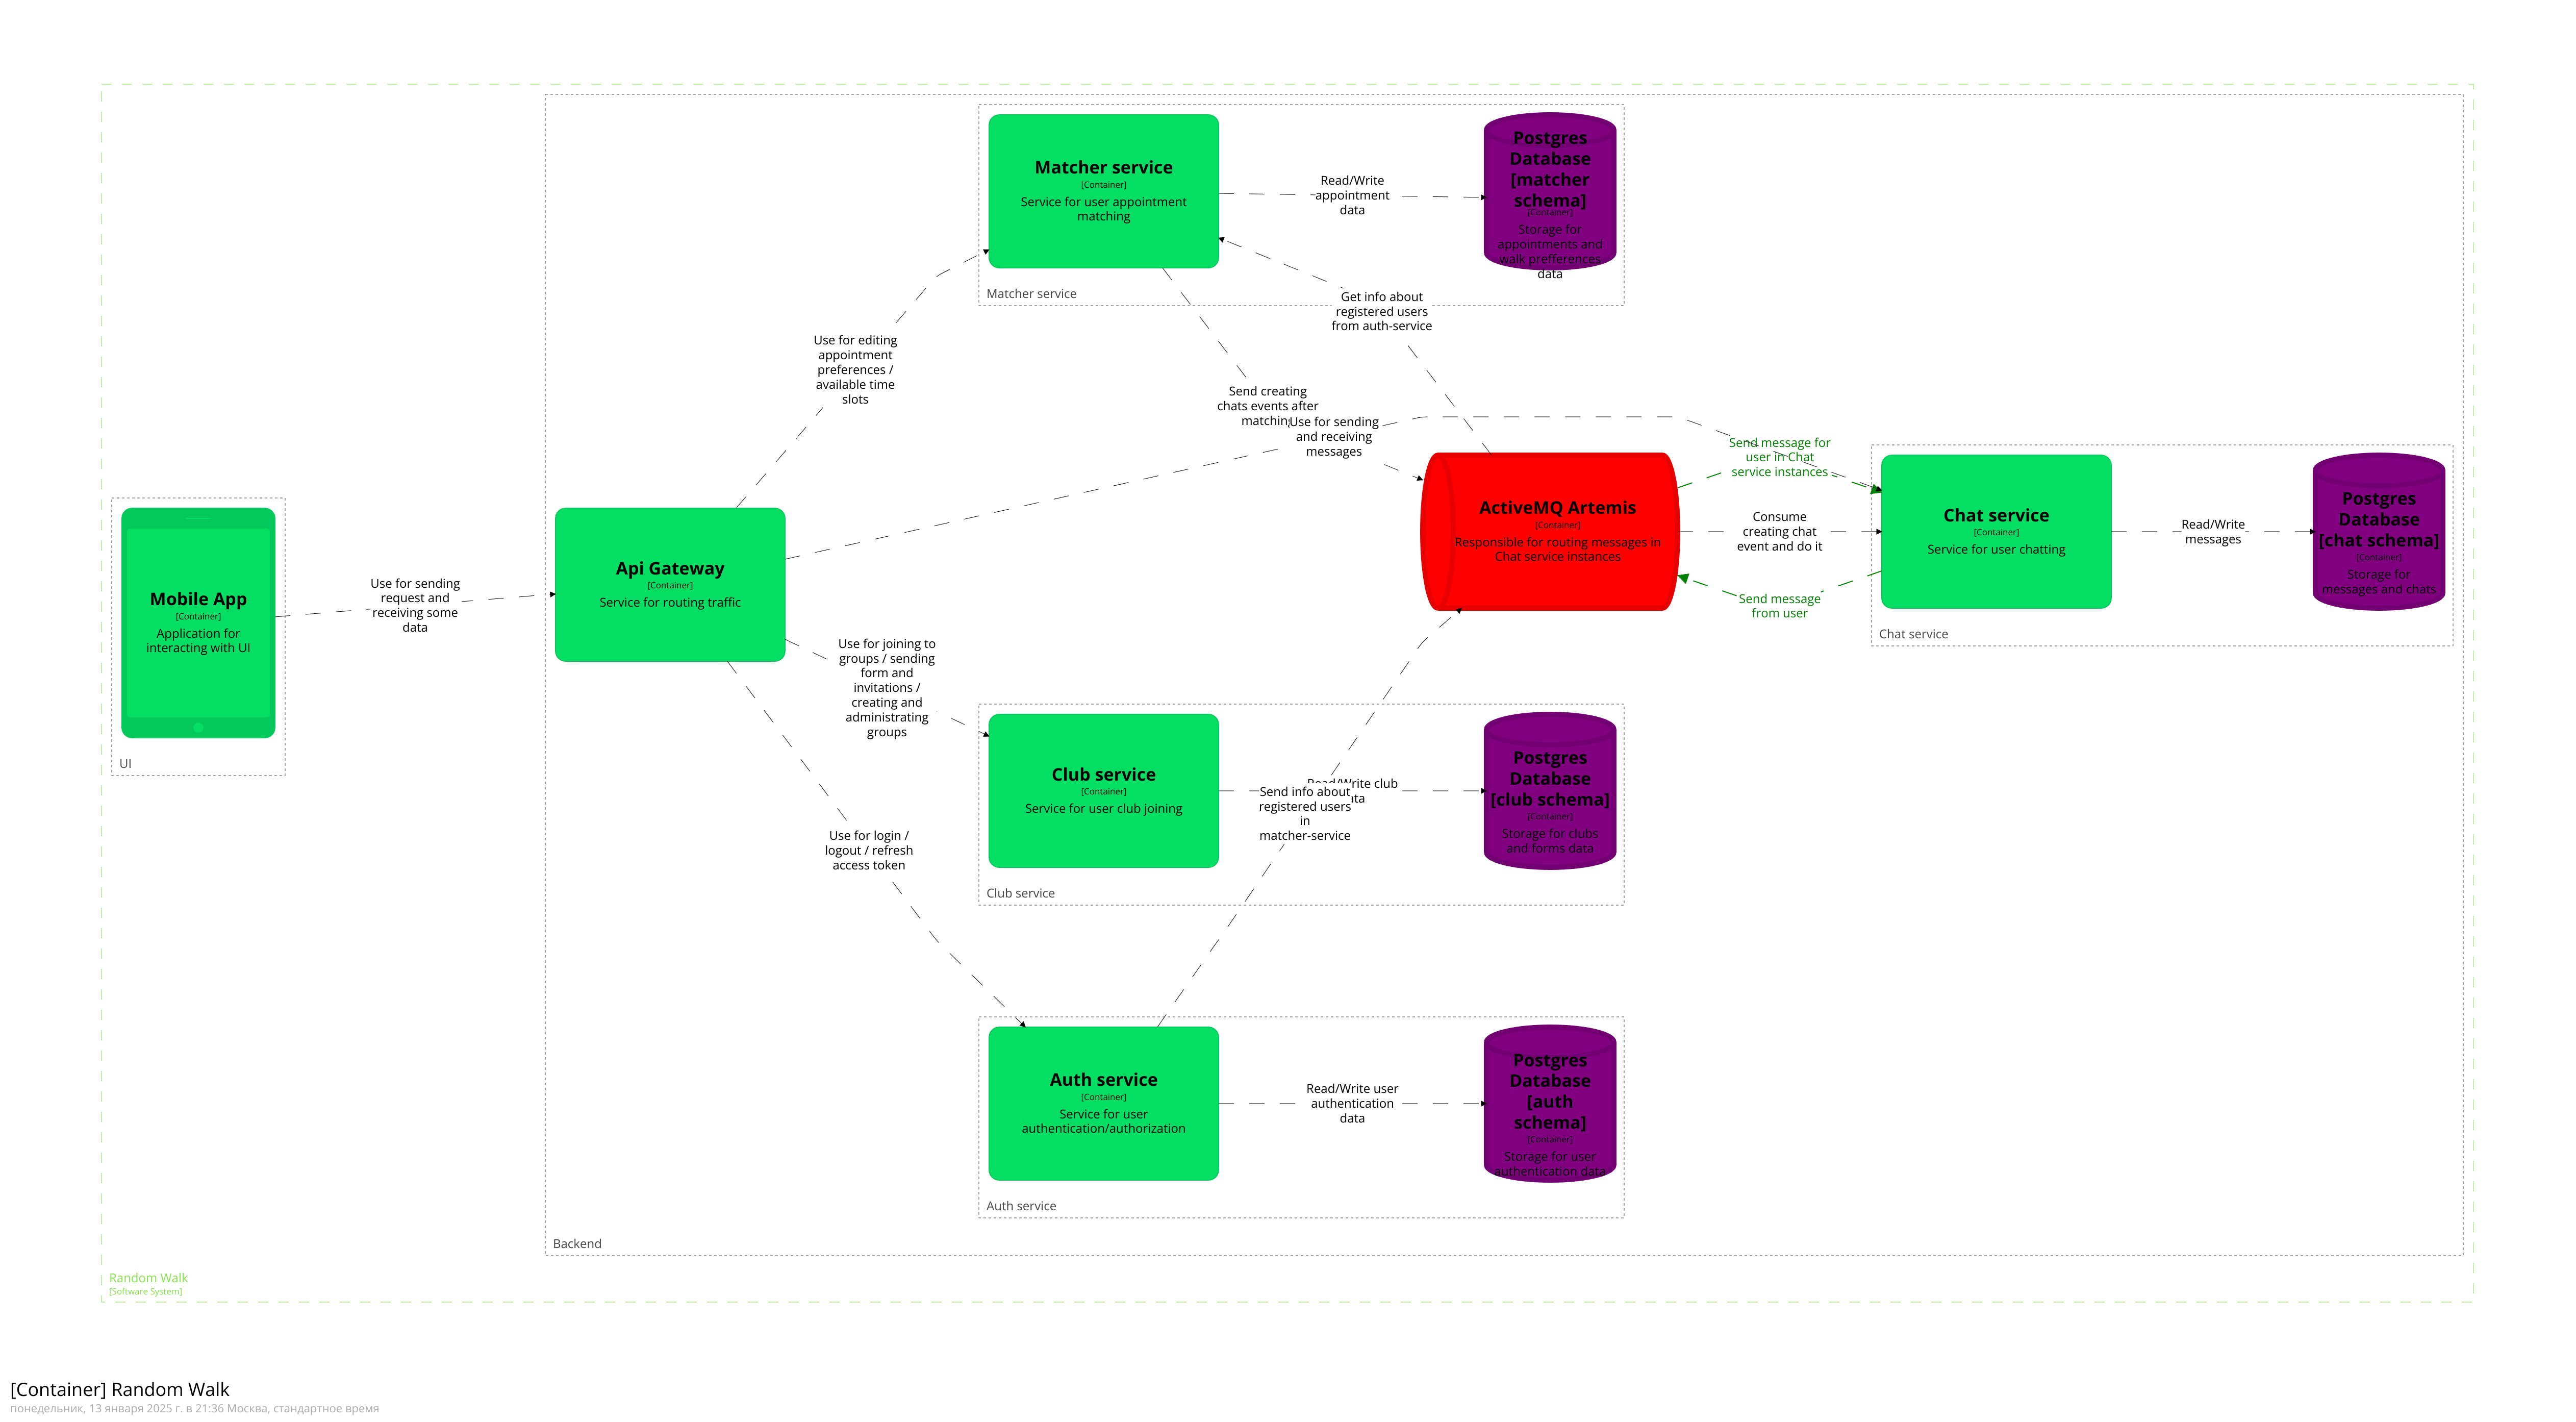 Matcher service
[Container]
Service for user appointment
matching
Read/Write
appointment
data
Postgres
Database
[matcher
schema]
[Container]
Storage for
appointments and
walk prefferences
data
Matcher service
Get info about
registered users
from auth-service
Use for editing
appointment
preferences /
available time
slots
Send creating
chats events after
matching
Use for sending
and receiving
messages
Send message for
user in Chat
service instances
Mobile App
[Container]
Application for
interacting with UI
UI
Use for sending
request and
receiving some
data
Api Gateway
[Container]
Service for routing traffic
ActiveMQ Artemis
[Container]
Responsible for routing messages in
Chat service instances
Consume
creating chat
event and do it
Send message
from user
Chat service
[Container]
Service for user chatting
Read/Write
messages
Postgres
Database
[chat schema]
[Container]
Storage for
messages and chats
Chat service
Use for joining to
groups / sending
form and
invitations /
creating and
administrating
groups
Club service
[Container]
Service for user club joining
Read/Write club
Send info about
registered users
in
matcher-service
Postgres
Database
[club schema]
[Container]
Storage for clubs
and forms data
Club service
Use for login /
logout / refresh
access token
Auth service
[Container]
Service for user
authentication/authorization
Read/Write user
authentication
data
Postgres
Database
[auth
schema]
[Container]
Storage for user
authentication data
Auth service
Backend
Random Walk
[Software System]
[Container] Random Walk
понедельник, 13 января 2025 г. в 21:36 Москва, стандартное время